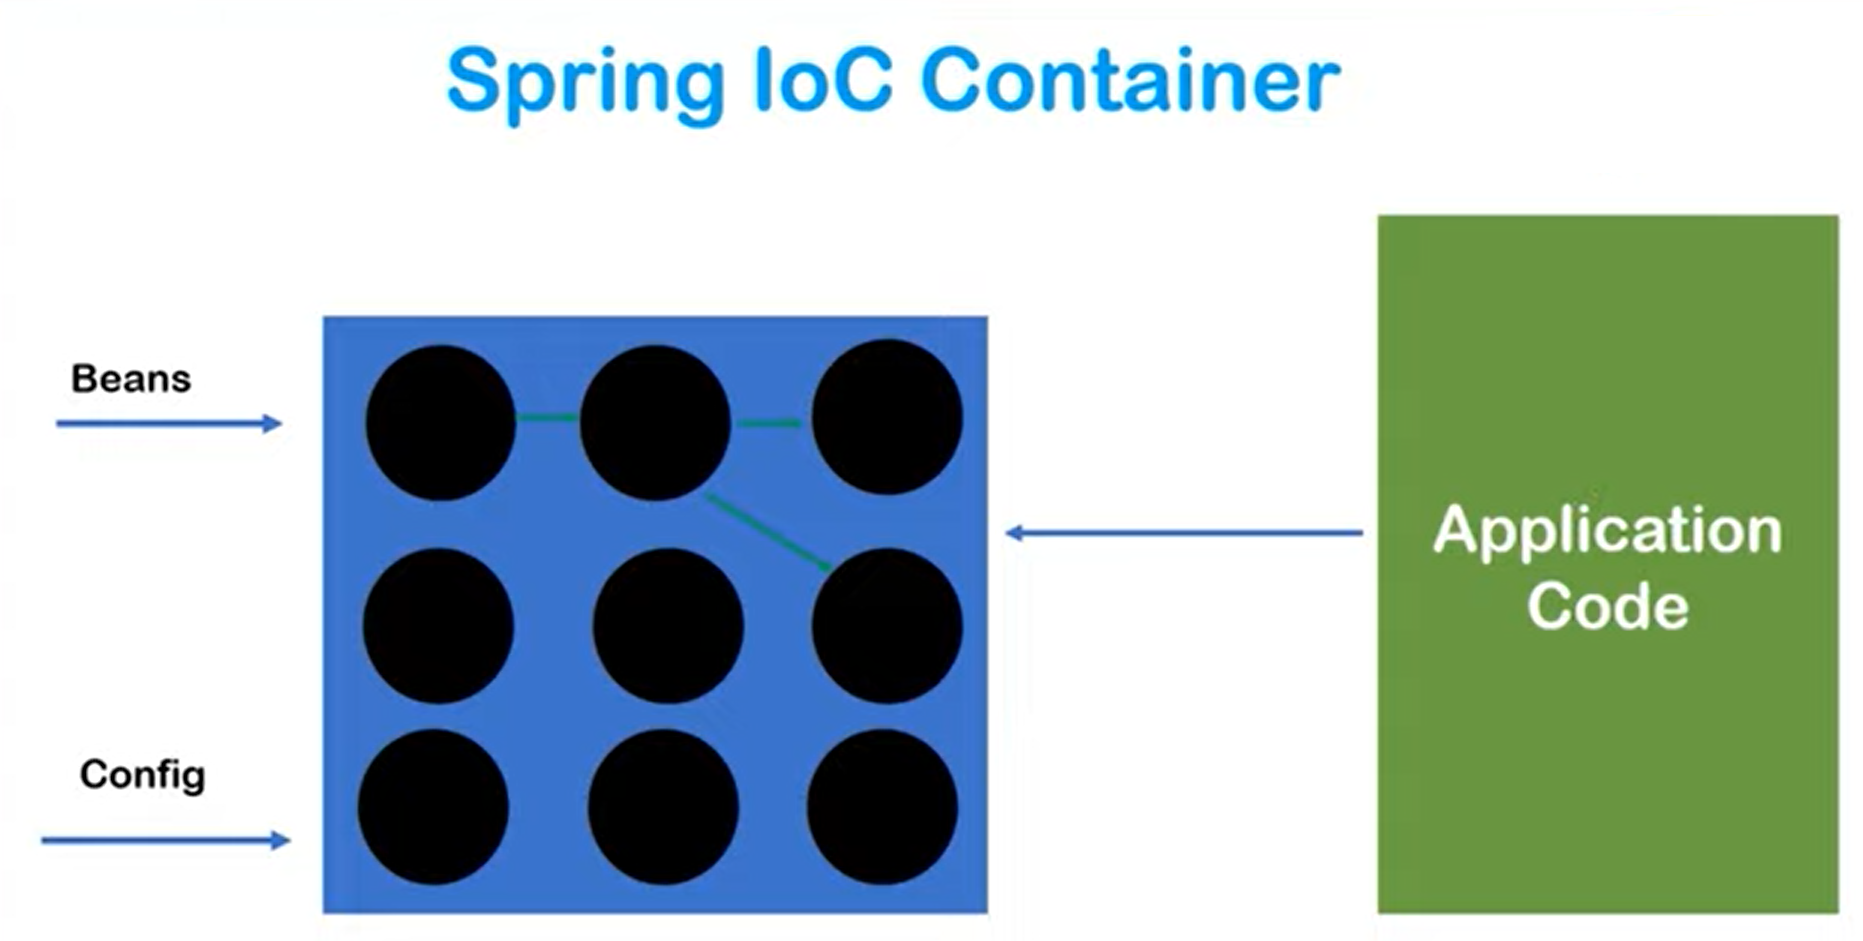 Spring IoC Container
Beans
Config
Application
Code